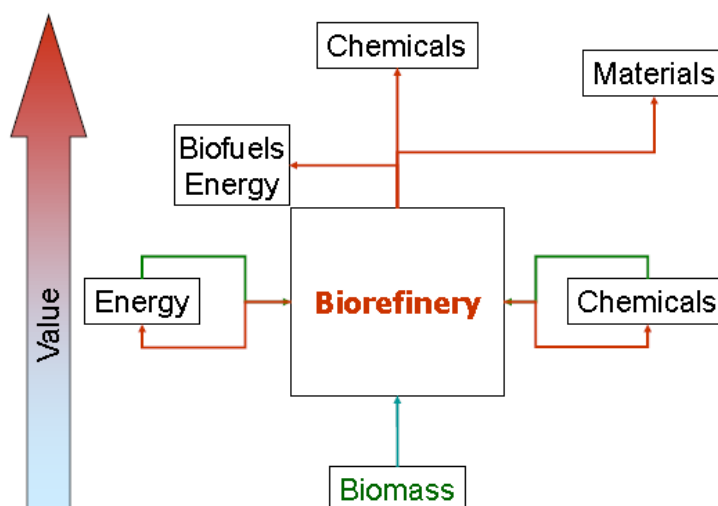 Chemicals
Materials
Biofuels
Energy
Value
Energy
Biorefinery
Chemicals
Biomass